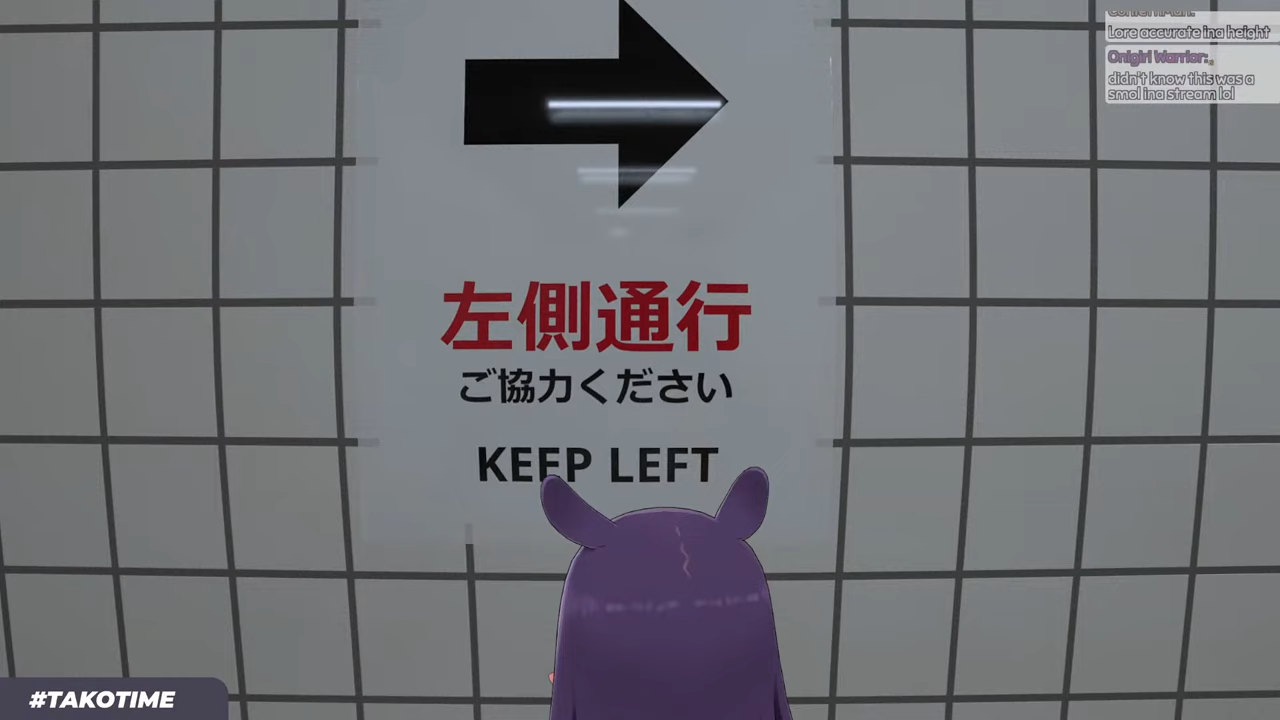 Lore accurate ina height
Onigiri Warrior:
didn't know this was a
smol ina stream lol
左側通行
ご協力ください
KEEP LEFT
#TAKOTIME